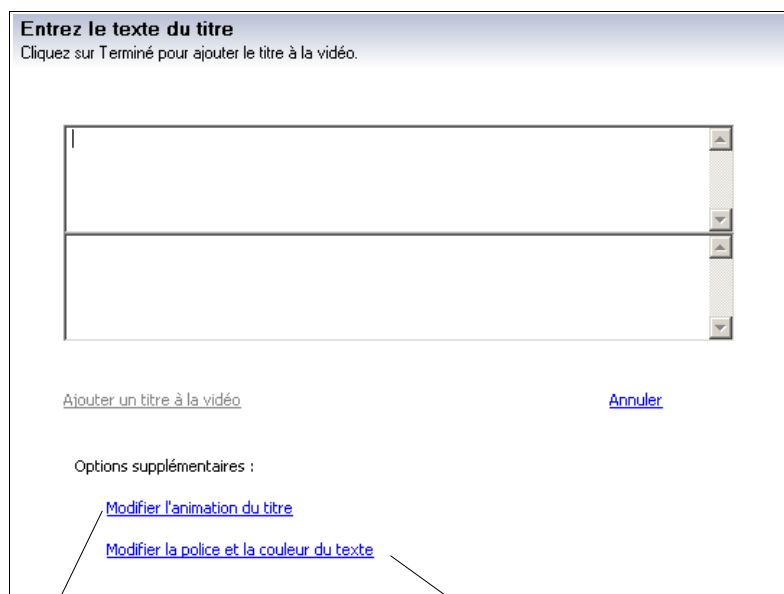 Entrez le texte du titre
Cliquez sur Terminé pour ajouter le titre à la vidéo.
Ajouter un titre à la vidéo
Annuler
Options supplémentaires :
Modifier l'animation du titre
Modifier la police et la couleur du texte